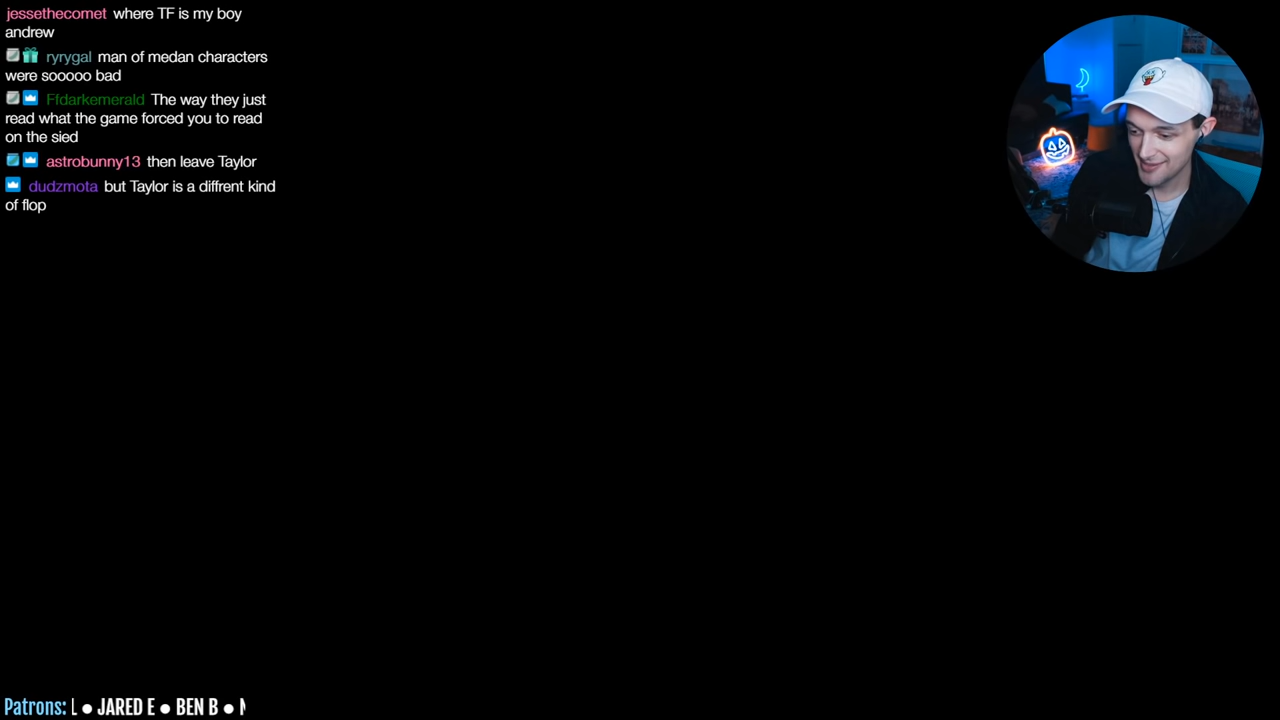 jessethecomet where TF is my boy
andrew
ryrygal man of medan characters
were sooooo bad
Ffdarkemerald The way they just
read what the game forced you to read
on the sied
astrobunny13 then leave Taylor
dudzmota but Taylor is a diffrent kind
of flop
Patrons: L ● JARED E ● BEN B ●